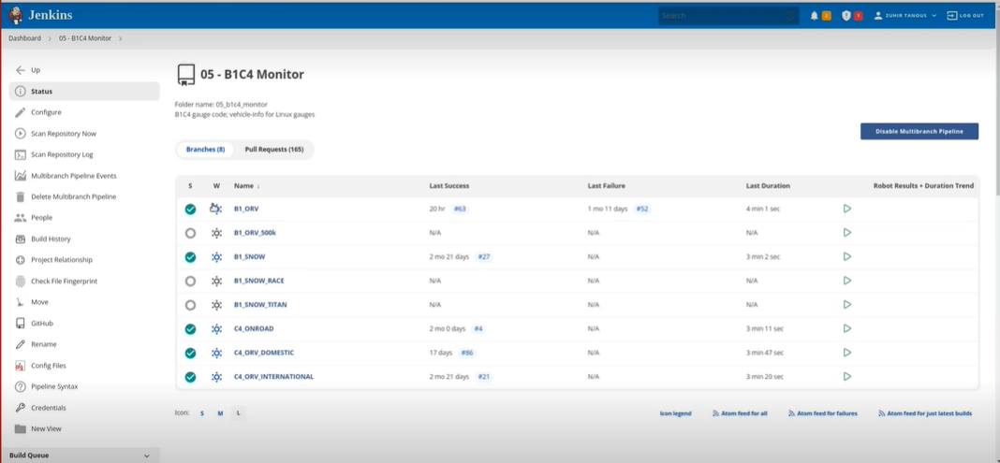 Jenkins
Search
ZUHIR TANOUS
LOG OUT
Dashboard > 05 - B1C4 Monitor >
Up
Status
Configure
Scan Repository Now
Scan Repository Log
Multibranch Pipeline Events
Delete Multibranch Pipeline
People
Build History
Project Relationship
Check File Fingerprint
Move
GitHub
Rename
Config Files
Pipeline Syntax
Credentials
New View
Build Queue
05 - B1C4 Monitor
Folder name: 05_b1c4_monitor
B1C4 gauge code; vehicle-info for Linux gauges
Disable Multibranch Pipeline
Branches (8) Pull Requests (165)
S W Name ↓ Last Success Last Failure Last Duration Robot Results + Duration Trend
B1_ORV 20 hr #63 1 mo 11 days #52 4 min 1 sec
B1_ORV_500k N/A N/A N/A
B1_SNOW 2 mo 21 days #27 N/A 3 min 2 sec
B1_SNOW_RACE N/A N/A N/A
B1_SNOW_TITAN N/A N/A N/A
C4_ONROAD 2 mo 0 days #4 N/A 3 min 11 sec
C4_ORV_DOMESTIC 17 days #86 N/A 3 min 47 sec
C4_ORV_INTERNATIONAL 2 mo 21 days #21 N/A 3 min 20 sec
Icon: S M L
Icon legend Atom feed for all Atom feed for failures Atom feed for just latest builds